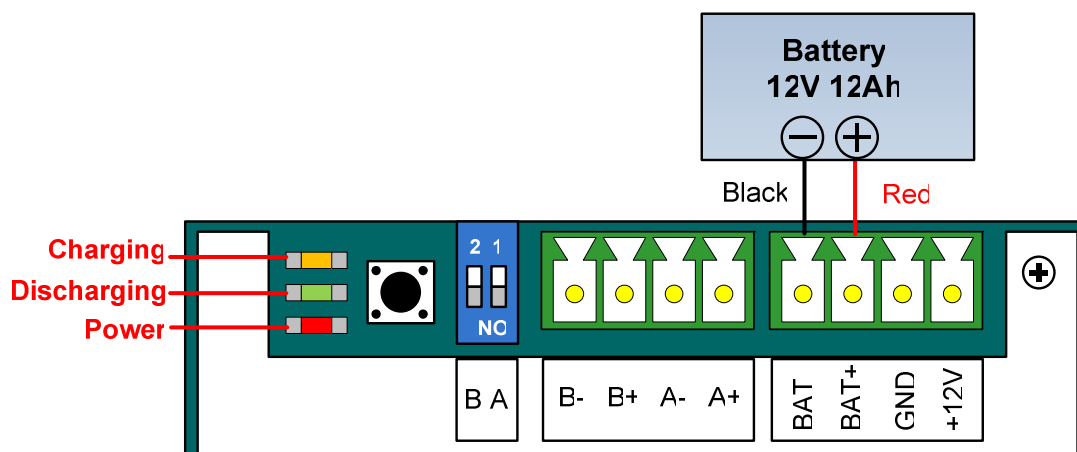 Battery
12V 12Ah
Black
Red
Charging
Discharging
Power
2 1
NO
B A
B- B+ A- A+
BAT BAT+ GND +12V